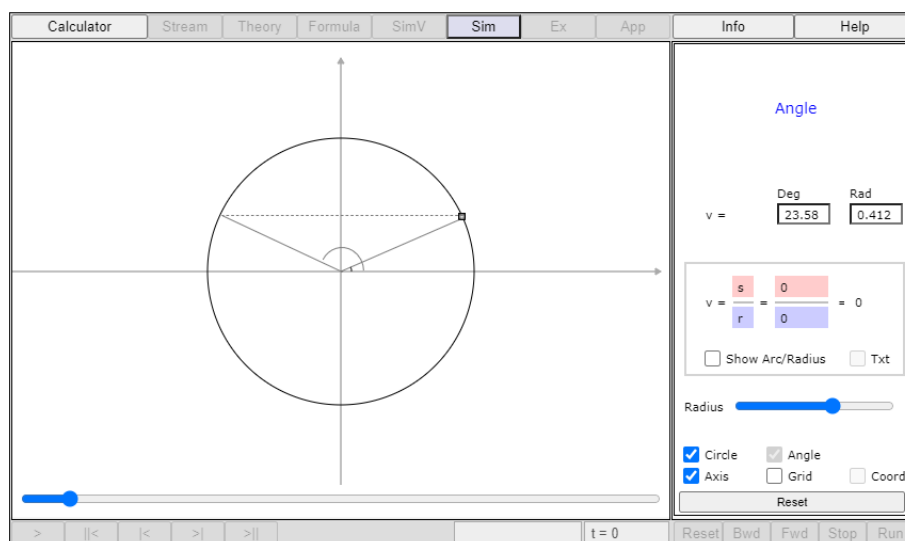 Calculator Stream Theory Formula SimV Sim Ex App Info Help
Angle
Deg Rad
v = 23.58 0.412
s 0
v = = = 0
r 0
Show Arc/Radius Txt
Radius
Circle Angle
Axis Grid Coord
Reset
> ||< |< >| >|| t = 0 Reset Bwd Fwd Stop Run